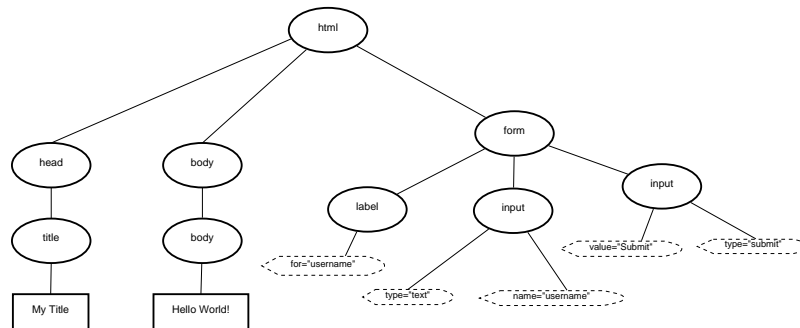 html
form
head
body
input
label
input
title
body
value="Submit"
type="submit"
for="username"
type="text"
name="username"
My Title
Hello World!